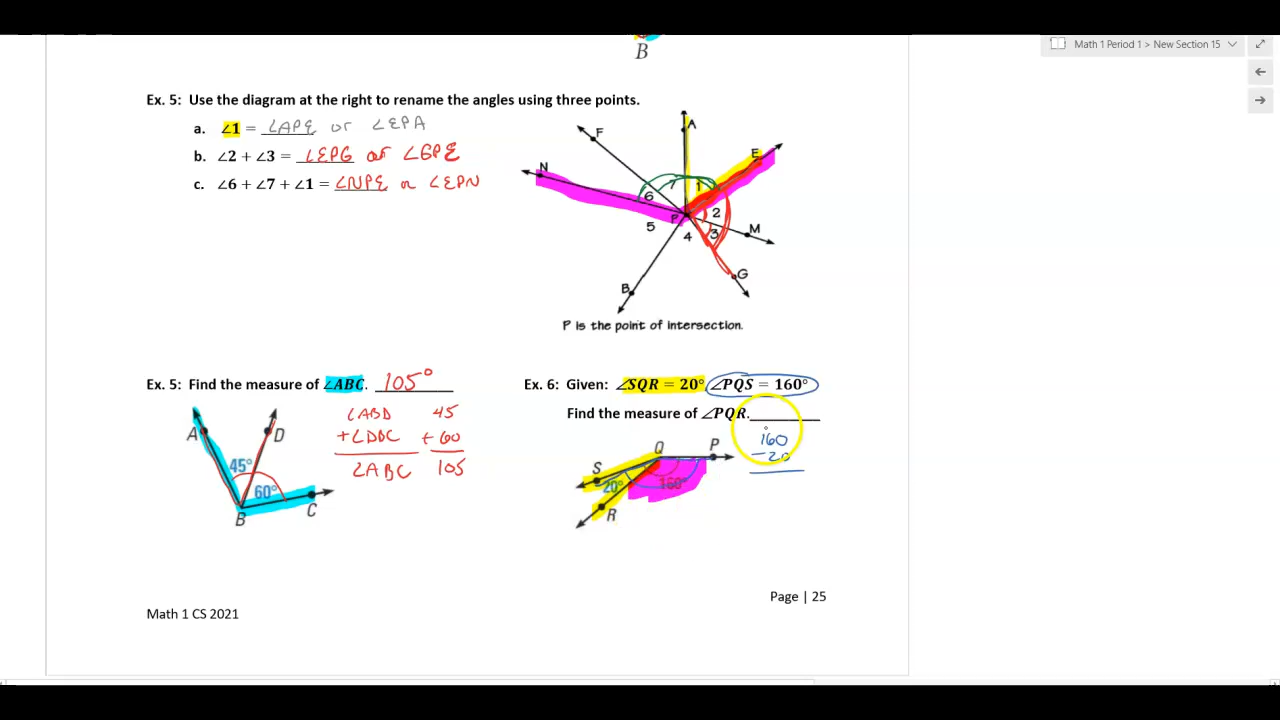 B
Math 1 Period 1 > New Section 15
Ex. 5: Use the diagram at the right to rename the angles using three points.
a. ∠1 = ∠APE or ∠EPA
b. ∠2 + ∠3 = ∠EPG or ∠GPE
c. ∠6 + ∠7 + ∠1 = ∠NPE or ∠EPN
A
F
E
N
7
1
6
P
2
5
M
4
3
G
B
P is the point of intersection.
Ex. 5: Find the measure of ∠ABC. 105°
A
D
45°
60°
B
C
∠ABD 45
+∠DBC +60
∠ABC 105
Ex. 6: Given: ∠SQR = 20° ∠PQS = 160°
Find the measure of ∠PQR.
160
-20
Q
P
S
20°
160°
R
Page | 25
Math 1 CS 2021